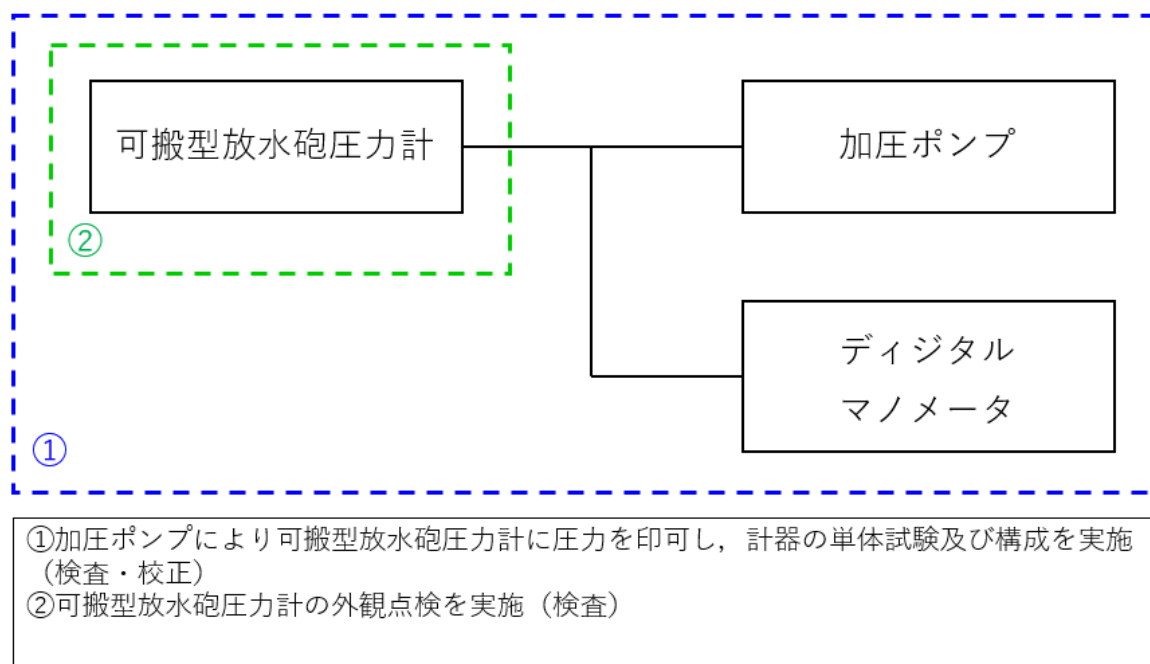 可搬型放水砲圧力計
加圧ポンプ
②
ディジタル
マノメータ
①
①加圧ポンプにより可搬型放水砲圧力計に圧力を印可し，計器の単体試験及び構成を実施
（検査・校正）
②可搬型放水砲圧力計の外観点検を実施（検査）